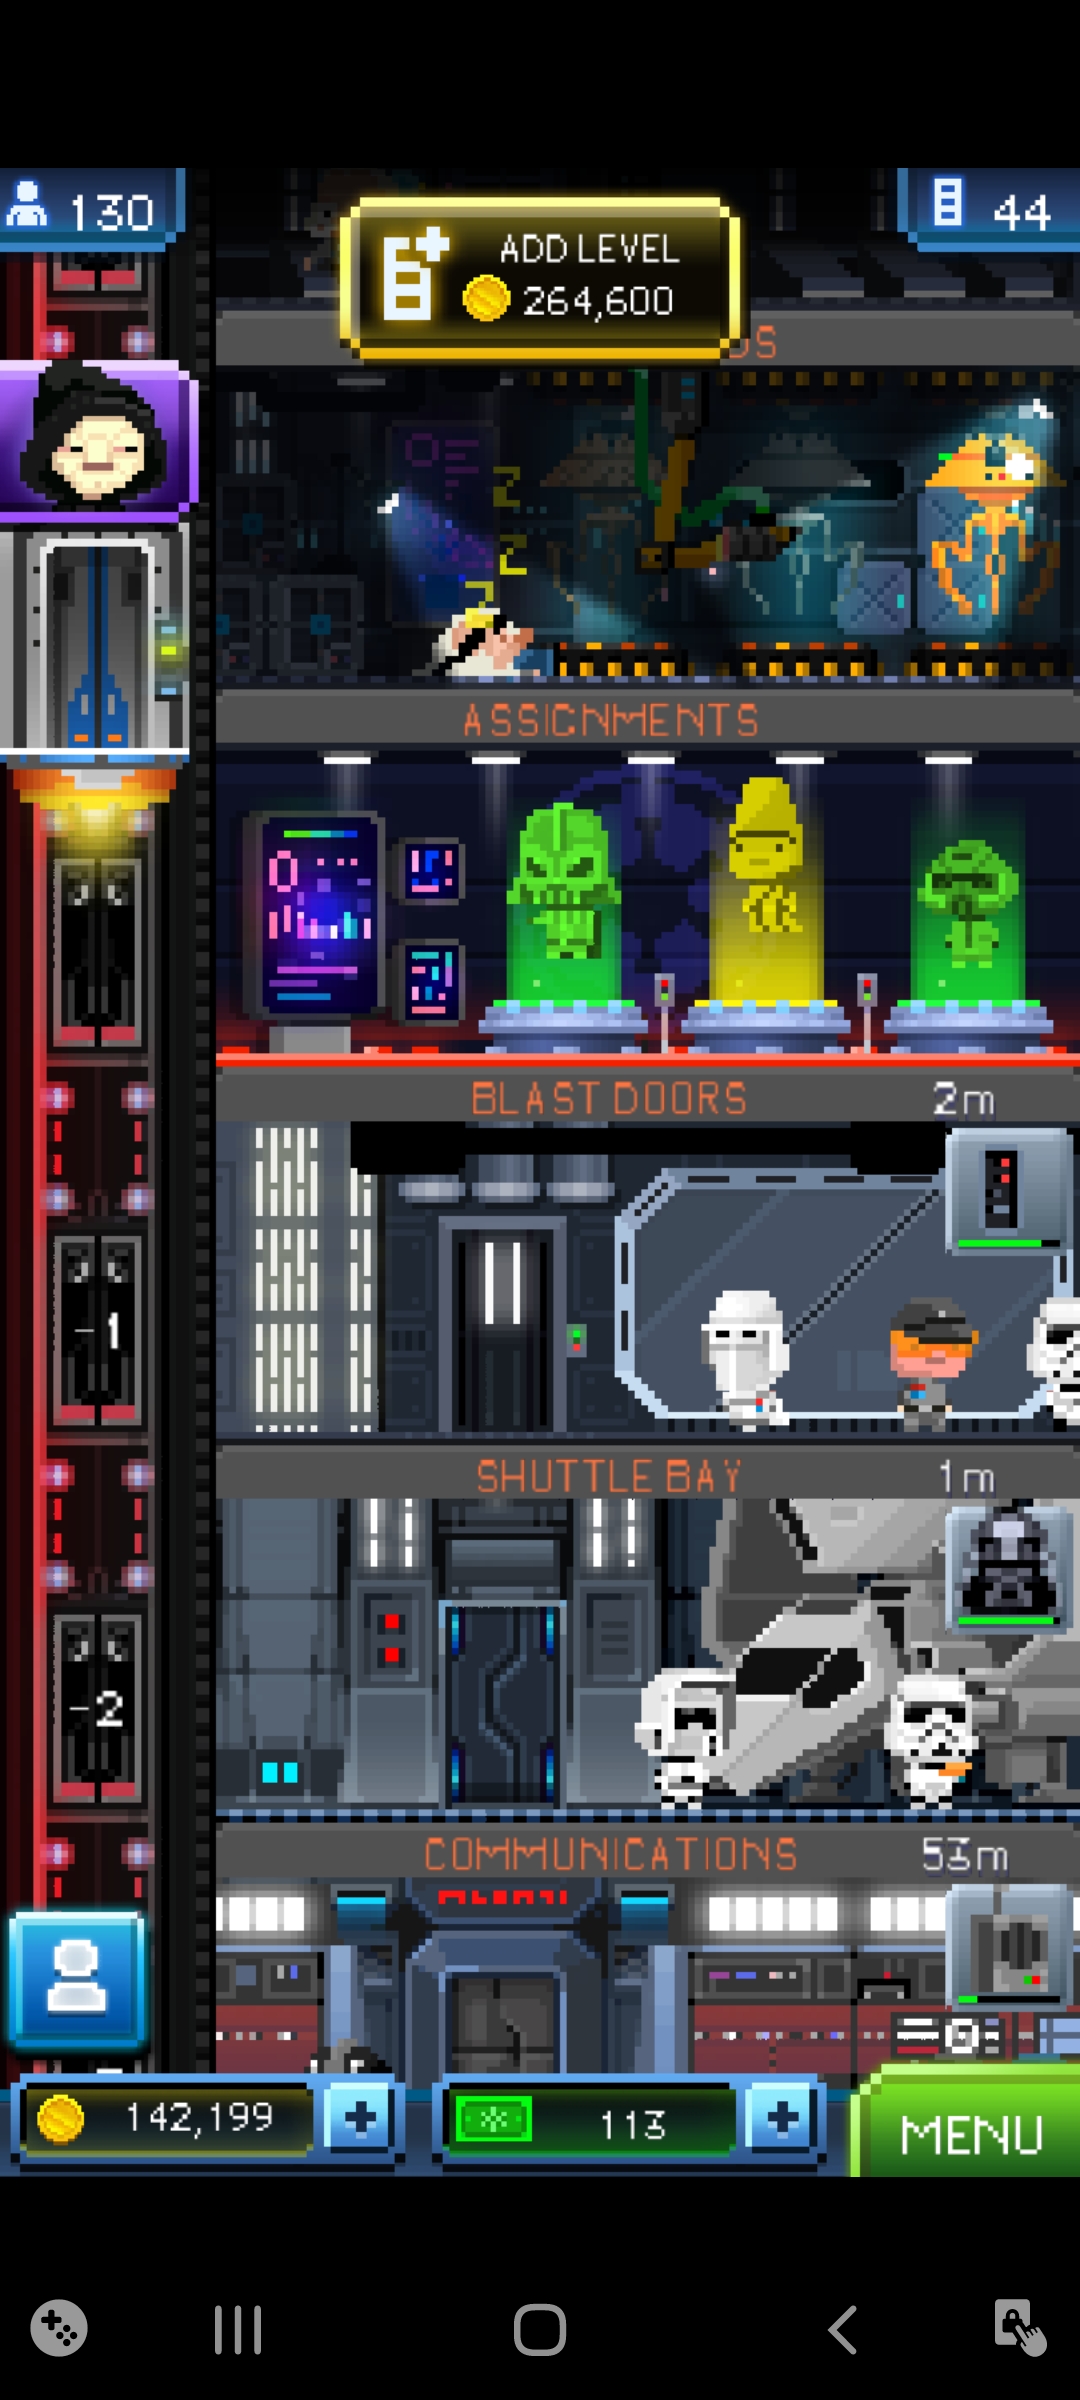 130
ADD LEVEL
264,600
44
DS
ASSIGNMENTS
BLAST DOORS 2m
-1
SHUTTLE BAY 1m
-2
COMMUNICATIONS 53m
142,199
113
MENU